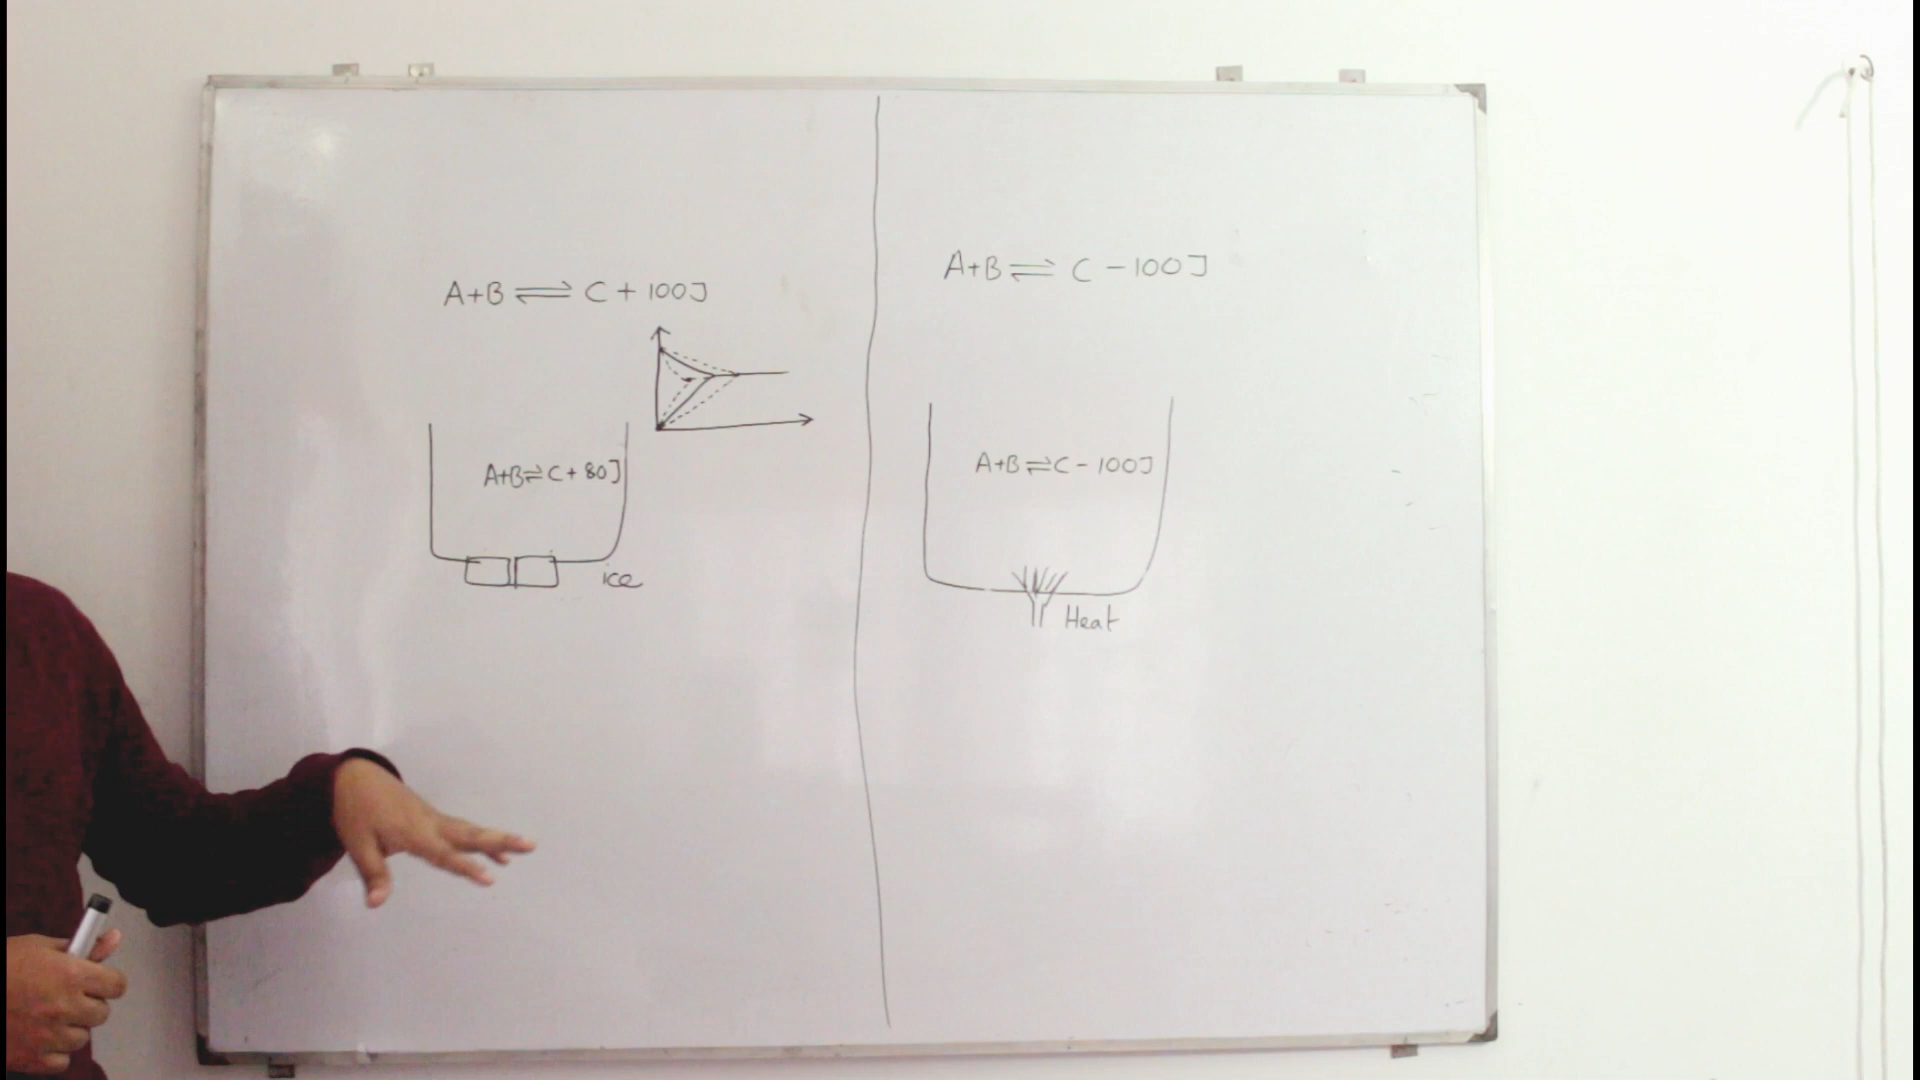 A+B ⇌ C + 100J
A+B⇌C+80J
ice
A+B ⇌ C - 100J
A+B⇌C-100J
Heat